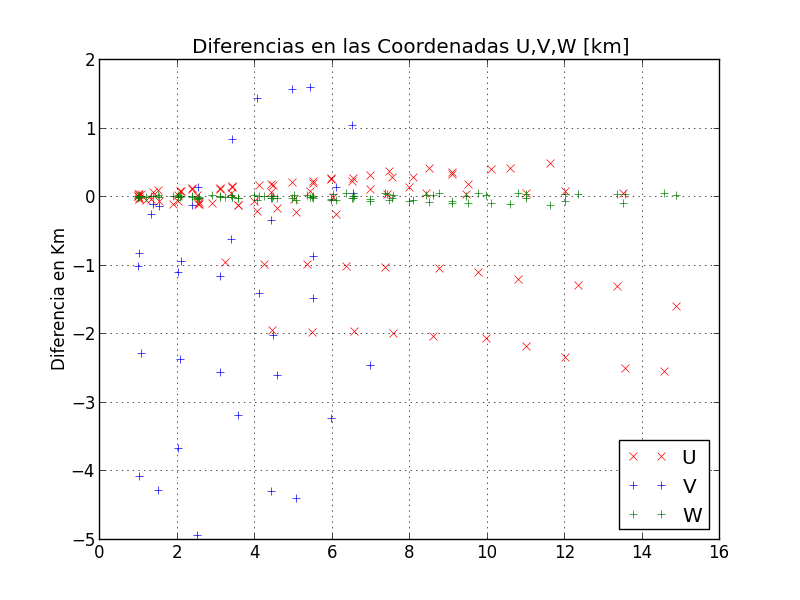 Diferencias en las Coordenadas U,V,W [km]
2
1
0
−1
−2
−3
−4
−5
Diferencia en Km
U
V
W
0 2 4 6 8 10 12 14 16